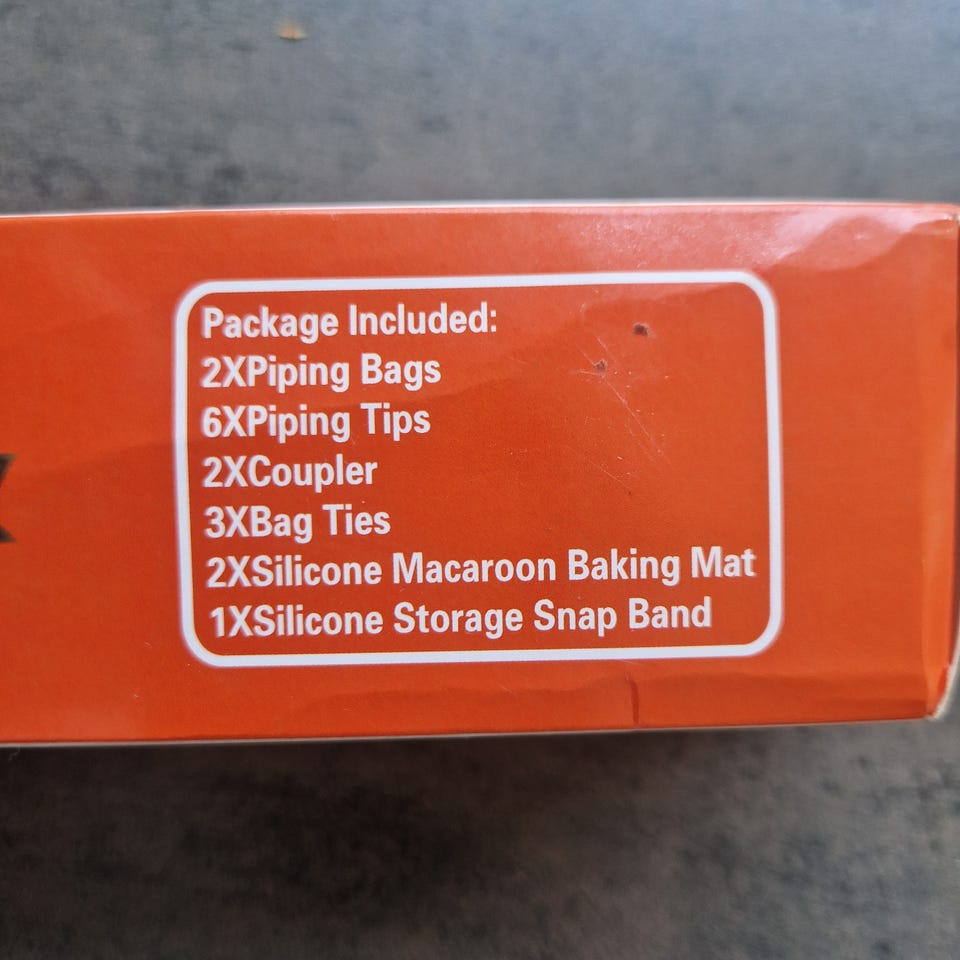 Package Included:
2XPiping Bags
6XPiping Tips
2XCoupler
3XBag Ties
2XSilicone Macaroon Baking Mat
1XSilicone Storage Snap Band